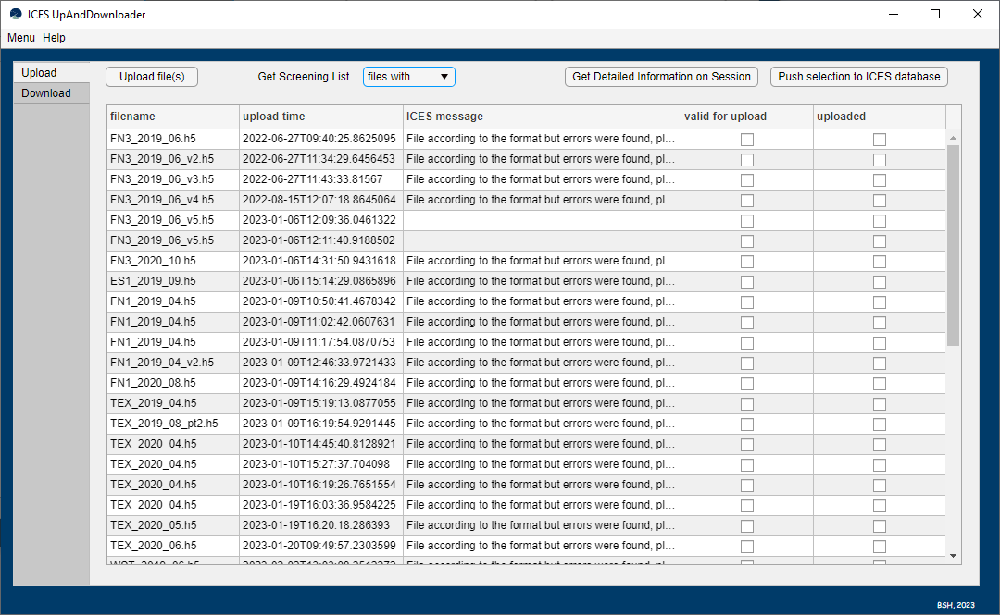 ICES UpAndDownloader
Menu Help
Upload
Download
Upload file(s) Get Screening List files with ... Get Detailed Information on Session Push selection to ICES database
filename upload time ICES message valid for upload uploaded
FN3_2019_06.h5 2022-06-27T09:40:25.8625095 File according to the format but errors were found, pl...
FN3_2019_06_v2.h5 2022-06-27T11:34:29.6456453 File according to the format but errors were found, pl...
FN3_2019_06_v3.h5 2022-06-27T11:43:33.81567 File according to the format but errors were found, pl...
FN3_2019_06_v4.h5 2022-08-15T12:07:18.8645064 File according to the format but errors were found, pl...
FN3_2019_06_v5.h5 2023-01-06T12:09:36.0461322
FN3_2019_06_v5.h5 2023-01-06T12:11:40.9188502
FN3_2020_10.h5 2023-01-06T14:31:50.9431618 File according to the format but errors were found, pl...
ES1_2019_09.h5 2023-01-06T15:14:29.0865896 File according to the format but errors were found, pl...
FN1_2019_04.h5 2023-01-09T10:50:41.4678342 File according to the format but errors were found, pl...
FN1_2019_04.h5 2023-01-09T11:02:42.0607631 File according to the format but errors were found, pl...
FN1_2019_04.h5 2023-01-09T11:17:54.0870753 File according to the format but errors were found, pl...
FN1_2019_04_v2.h5 2023-01-09T12:46:33.9721433 File according to the format but errors were found, pl...
FN1_2020_08.h5 2023-01-09T14:16:29.4924184 File according to the format but errors were found, pl...
TEX_2019_04.h5 2023-01-09T15:19:13.0877055 File according to the format but errors were found, pl...
TEX_2019_08_pt2.h5 2023-01-09T16:19:54.9291445 File according to the format but errors were found, pl...
TEX_2020_04.h5 2023-01-10T14:45:40.8128921 File according to the format but errors were found, pl...
TEX_2020_04.h5 2023-01-10T15:27:37.704098 File according to the format but errors were found, pl...
TEX_2020_04.h5 2023-01-10T16:19:26.7651554 File according to the format but errors were found, pl...
TEX_2020_04.h5 2023-01-19T16:03:36.9584225 File according to the format but errors were found, pl...
TEX_2020_05.h5 2023-01-19T16:20:18.286393 File according to the format but errors were found, pl...
TEX_2020_06.h5 2023-01-20T09:49:57.2303599 File according to the format but errors were found, pl...
File according to the format but errors were found, pl...
BSH, 2023